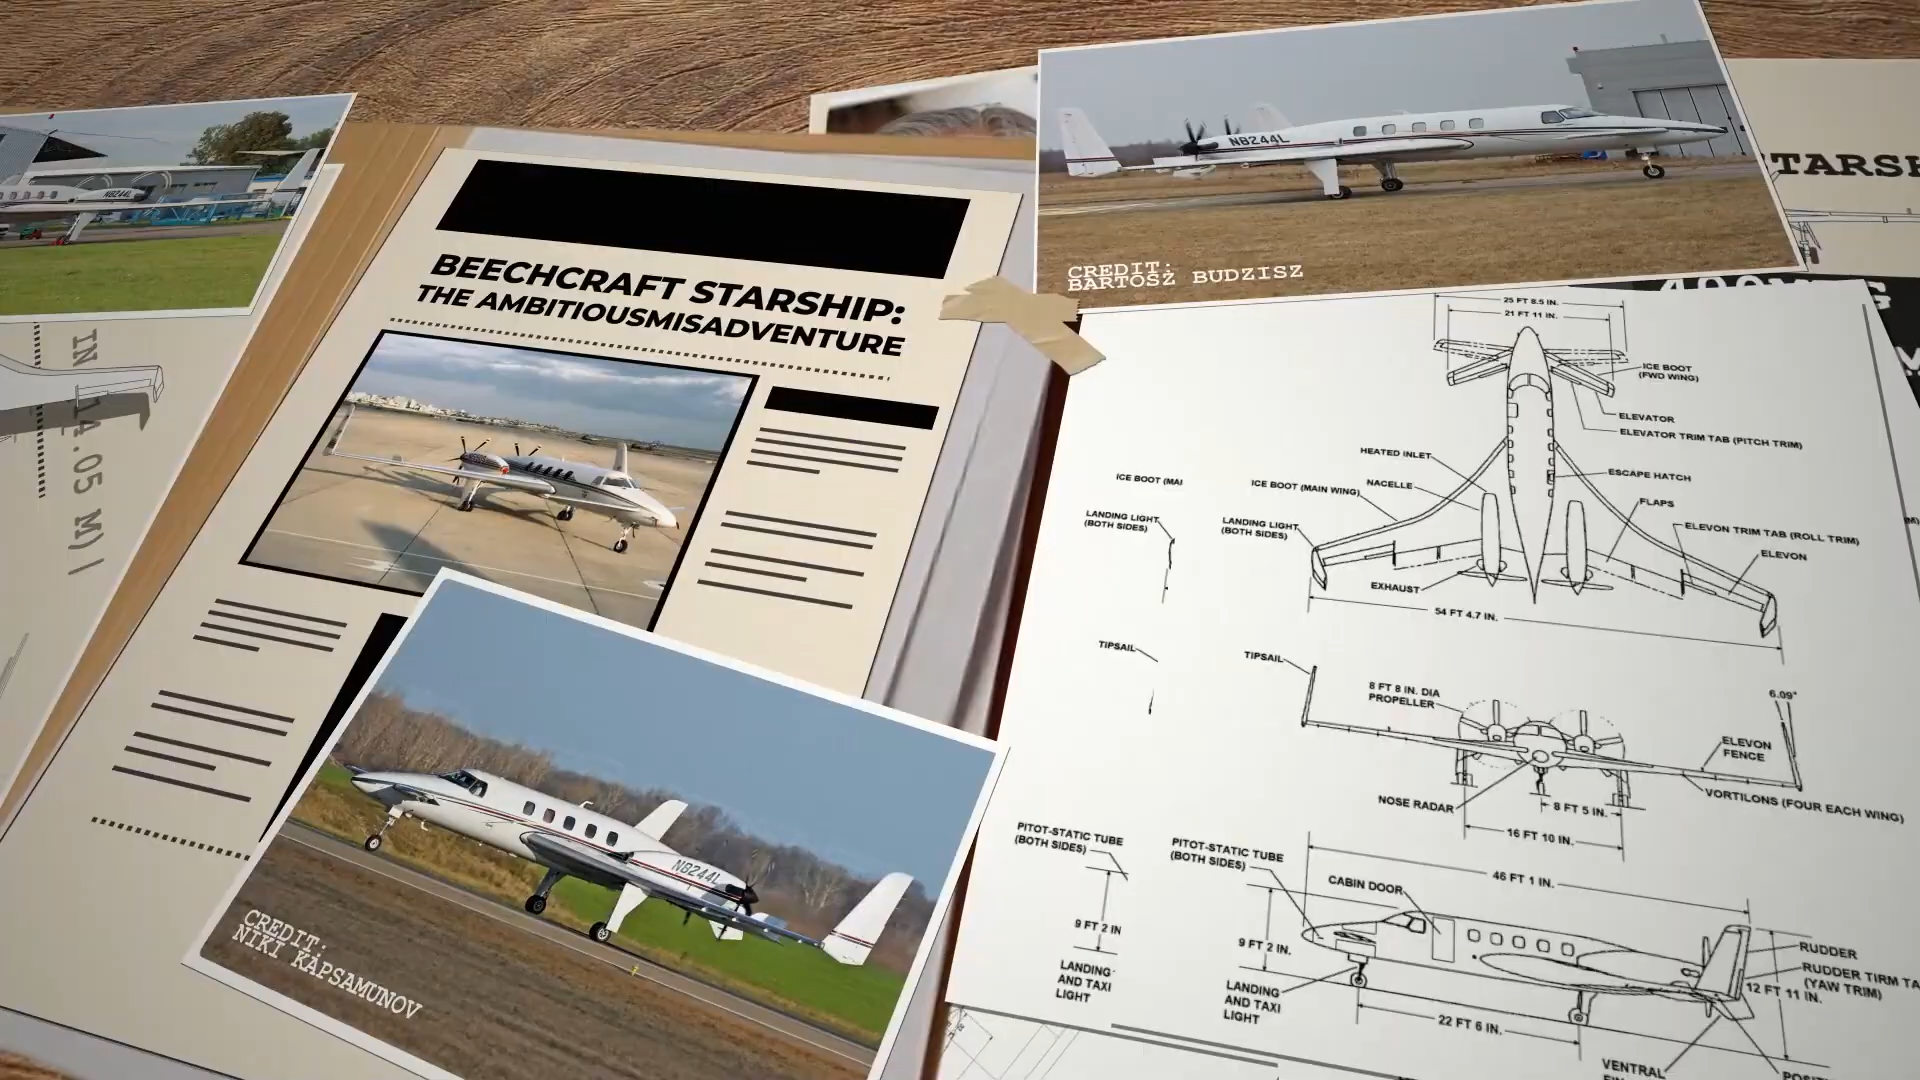 N8244L
IN
14.05 M)
BEECHCRAFT STARSHIP:
THE AMBITIOUSMISADVENTURE
N8244L
CREDIT:
NIKI KAPSAMUNOV
N8244L
CREDIT:
BARTOSZ BUDZISZ
TARSH
400
25 FT 8.5 IN.
21 FT 11 IN.
ICE BOOT
(FWD WING)
ELEVATOR
ELEVATOR TRIM TAB (PITCH TRIM)
HEATED INLET
ESCAPE HATCH
ICE BOOT (MAI
ICE BOOT (MAIN WING)
NACELLE
FLAPS
LANDING LIGHT
(BOTH SIDES)
LANDING LIGHT
(BOTH SIDES)
ELEVON TRIM TAB (ROLL TRIM)
ELEVON
EXHAUST
54 FT 4.7 IN.
TIPSAIL
TIPSAIL
8 FT 8 IN. DIA
PROPELLER
6.09°
ELEVON
FENCE
NOSE RADAR
8 FT 5 IN.
VORTILONS (FOUR EACH WING)
16 FT 10 IN.
PITOT-STATIC TUBE
(BOTH SIDES)
PITOT-STATIC TUBE
(BOTH SIDES)
46 FT 1 IN.
CABIN DOOR
9 FT 2 IN
9 FT 2 IN.
RUDDER
RUDDER TIRM TA
(YAW TRIM)
12 FT 11 IN.
LANDING
AND TAXI
LIGHT
LANDING
AND TAXI
LIGHT
22 FT 6 IN.
VENTRAL
POSIT